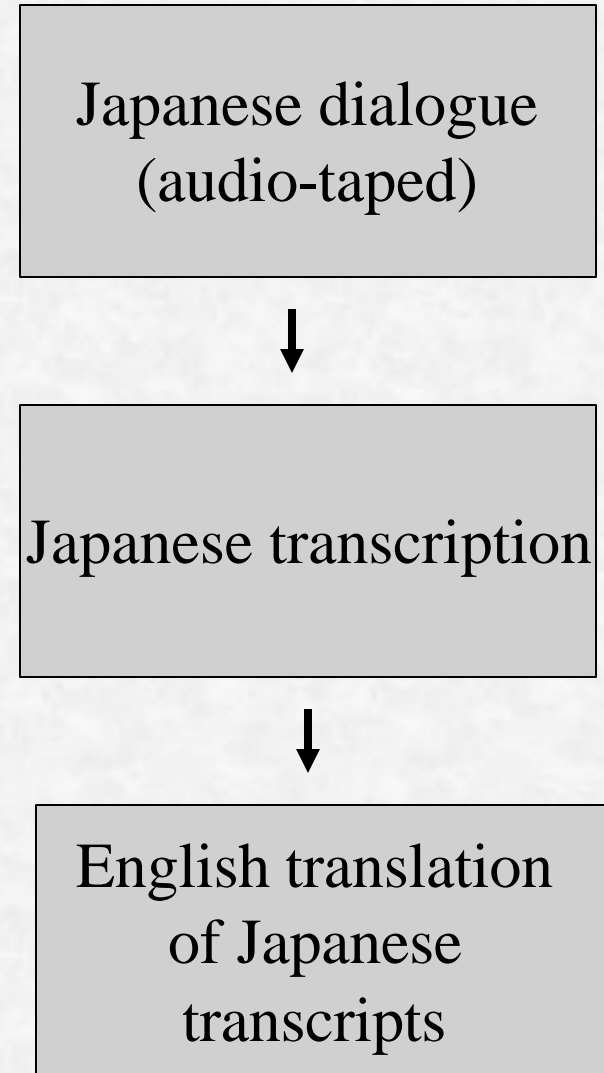 Japanese dialogue
(audio-taped)
Japanese transcription
English translation
of Japanese
transcripts